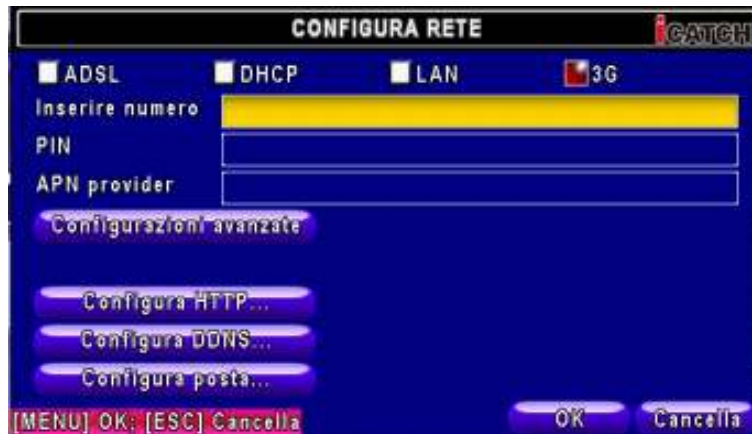 CONFIGURA RETE
iCATCH
ADSL DHCP LAN 3G
Inserire numero
PIN
APN provider
Configurazioni avanzate
Configura HTTP...
Configura DDNS...
Configura posta...
[MENU] OK; [ESC] Cancella
OK Cancella